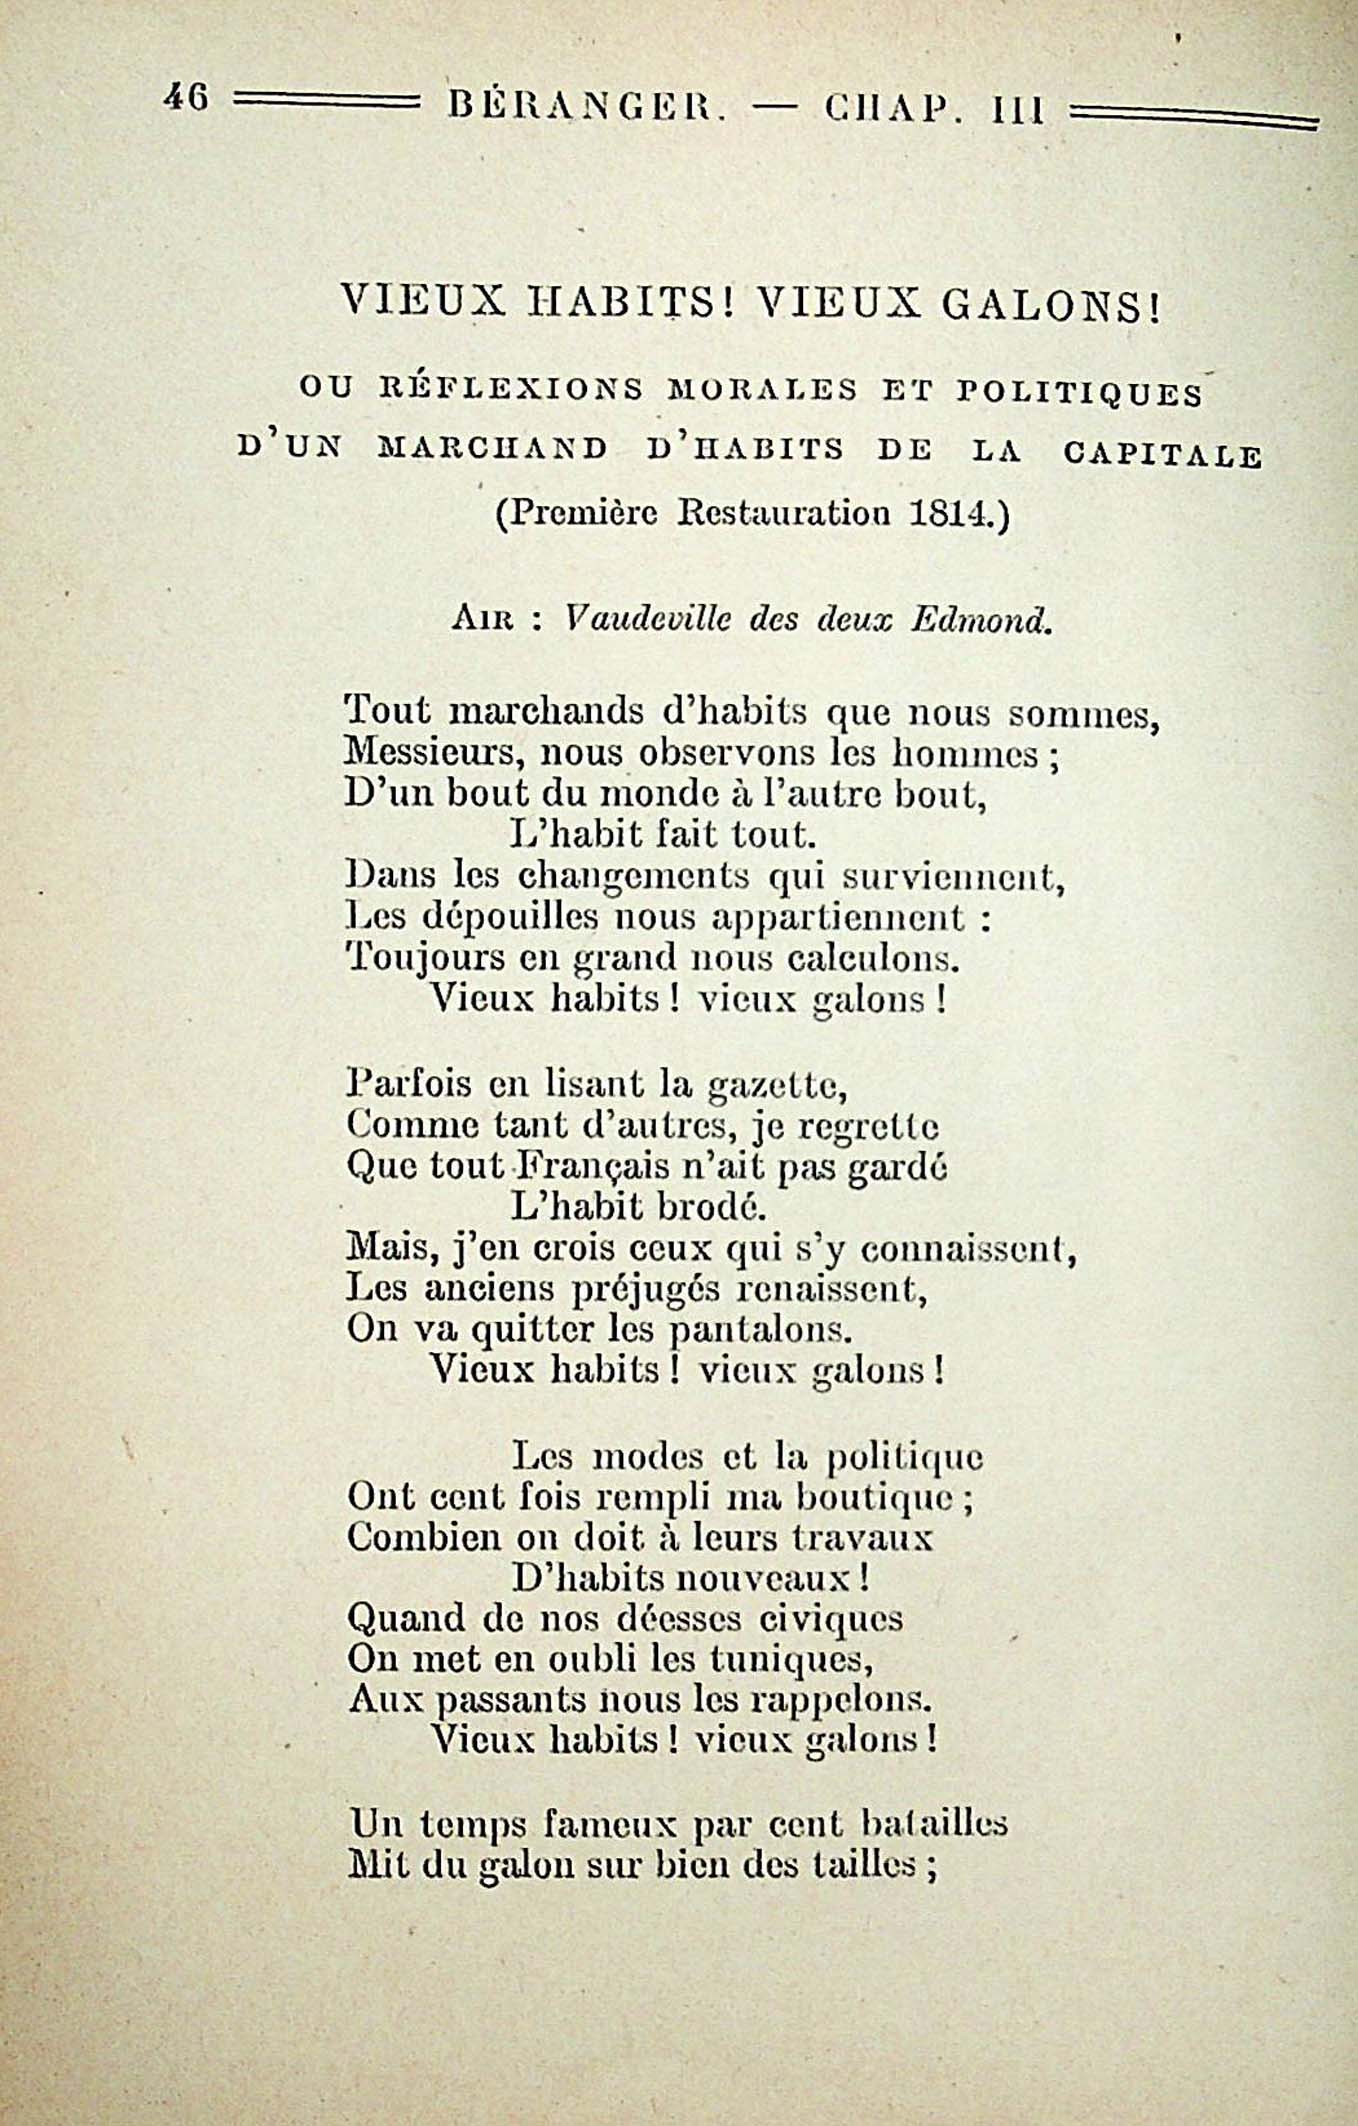 46 BÉRANGER. — CHAP. III
VIEUX HABITS! VIEUX GALONS!
OU RÉFLEXIONS MORALES ET POLITIQUES
D'UN MARCHAND D'HABITS DE LA CAPITALE
(Première Restauration 1814.)
AIR : Vaudeville des deux Edmond.
Tout marchands d'habits que nous sommes,
Messieurs, nous observons les hommes ;
D'un bout du monde à l'autre bout,
L'habit fait tout.
Dans les changements qui surviennent,
Les dépouilles nous appartiennent :
Toujours en grand nous calculons.
Vieux habits ! vieux galons !
Parfois en lisant la gazette,
Comme tant d'autres, je regrette
Que tout Français n'ait pas gardé
L'habit brodé.
Mais, j'en crois ceux qui s'y connaissent,
Les anciens préjugés renaissent,
On va quitter les pantalons.
Vieux habits ! vieux galons !
Les modes et la politique
Ont cent fois rempli ma boutique ;
Combien on doit à leurs travaux
D'habits nouveaux !
Quand de nos déesses civiques
On met en oubli les tuniques,
Aux passants nous les rappelons.
Vieux habits ! vieux galons !
Un temps fameux par cent batailles
Mit du galon sur bien des tailles ;